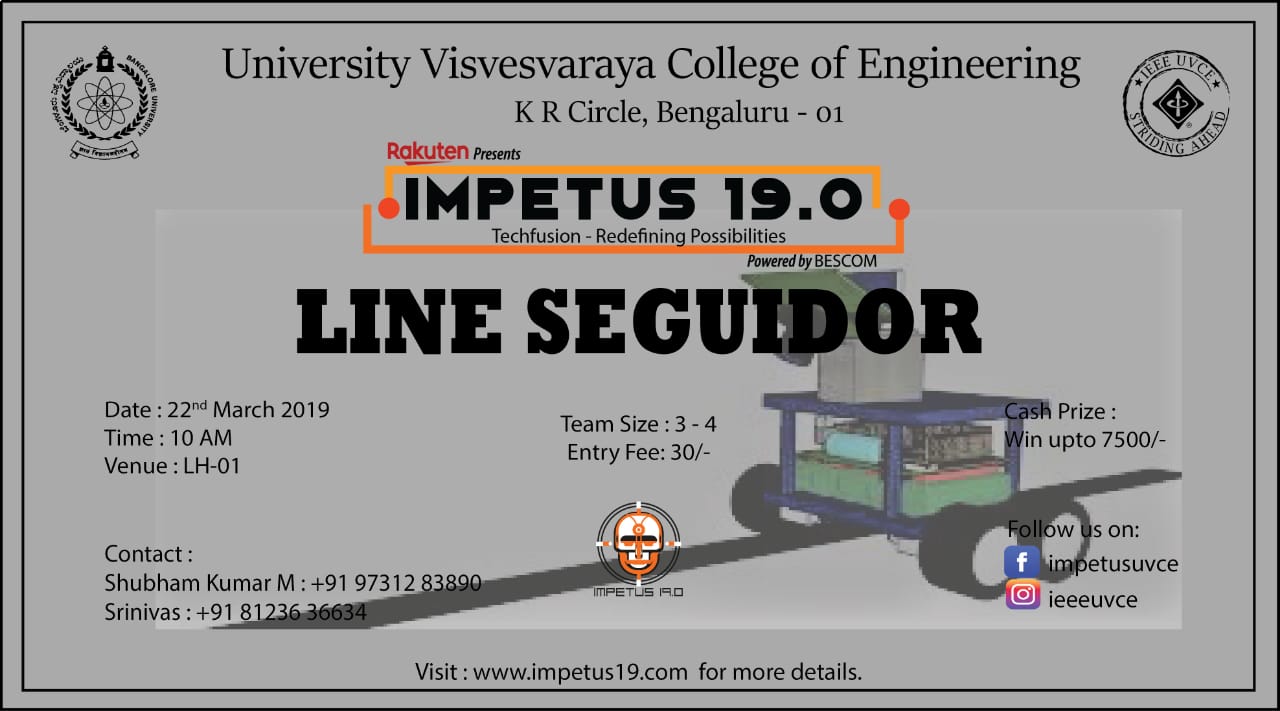 University Visvesvaraya College of Engineering
K R Circle, Bengaluru - 01
BANGALORE UNIVERSITY
IEEE UVCE
STRIDING AHEAD
Rakuten Presents
IMPETUS 19.0
Techfusion - Redefining Possibilities
Powered by BESCOM
LINE SEGUIDOR
Date : 22nd March 2019
Time : 10 AM
Venue : LH-01
Team Size : 3 - 4
Entry Fee: 30/-
Cash Prize :
Win upto 7500/-
Contact :
Shubham Kumar M : +91 97312 83890
Srinivas : +91 81236 36634
IMPETUS 19.0
Follow us on:
f impetusuvce
ieeeuvce
Visit : www.impetus19.com for more details.